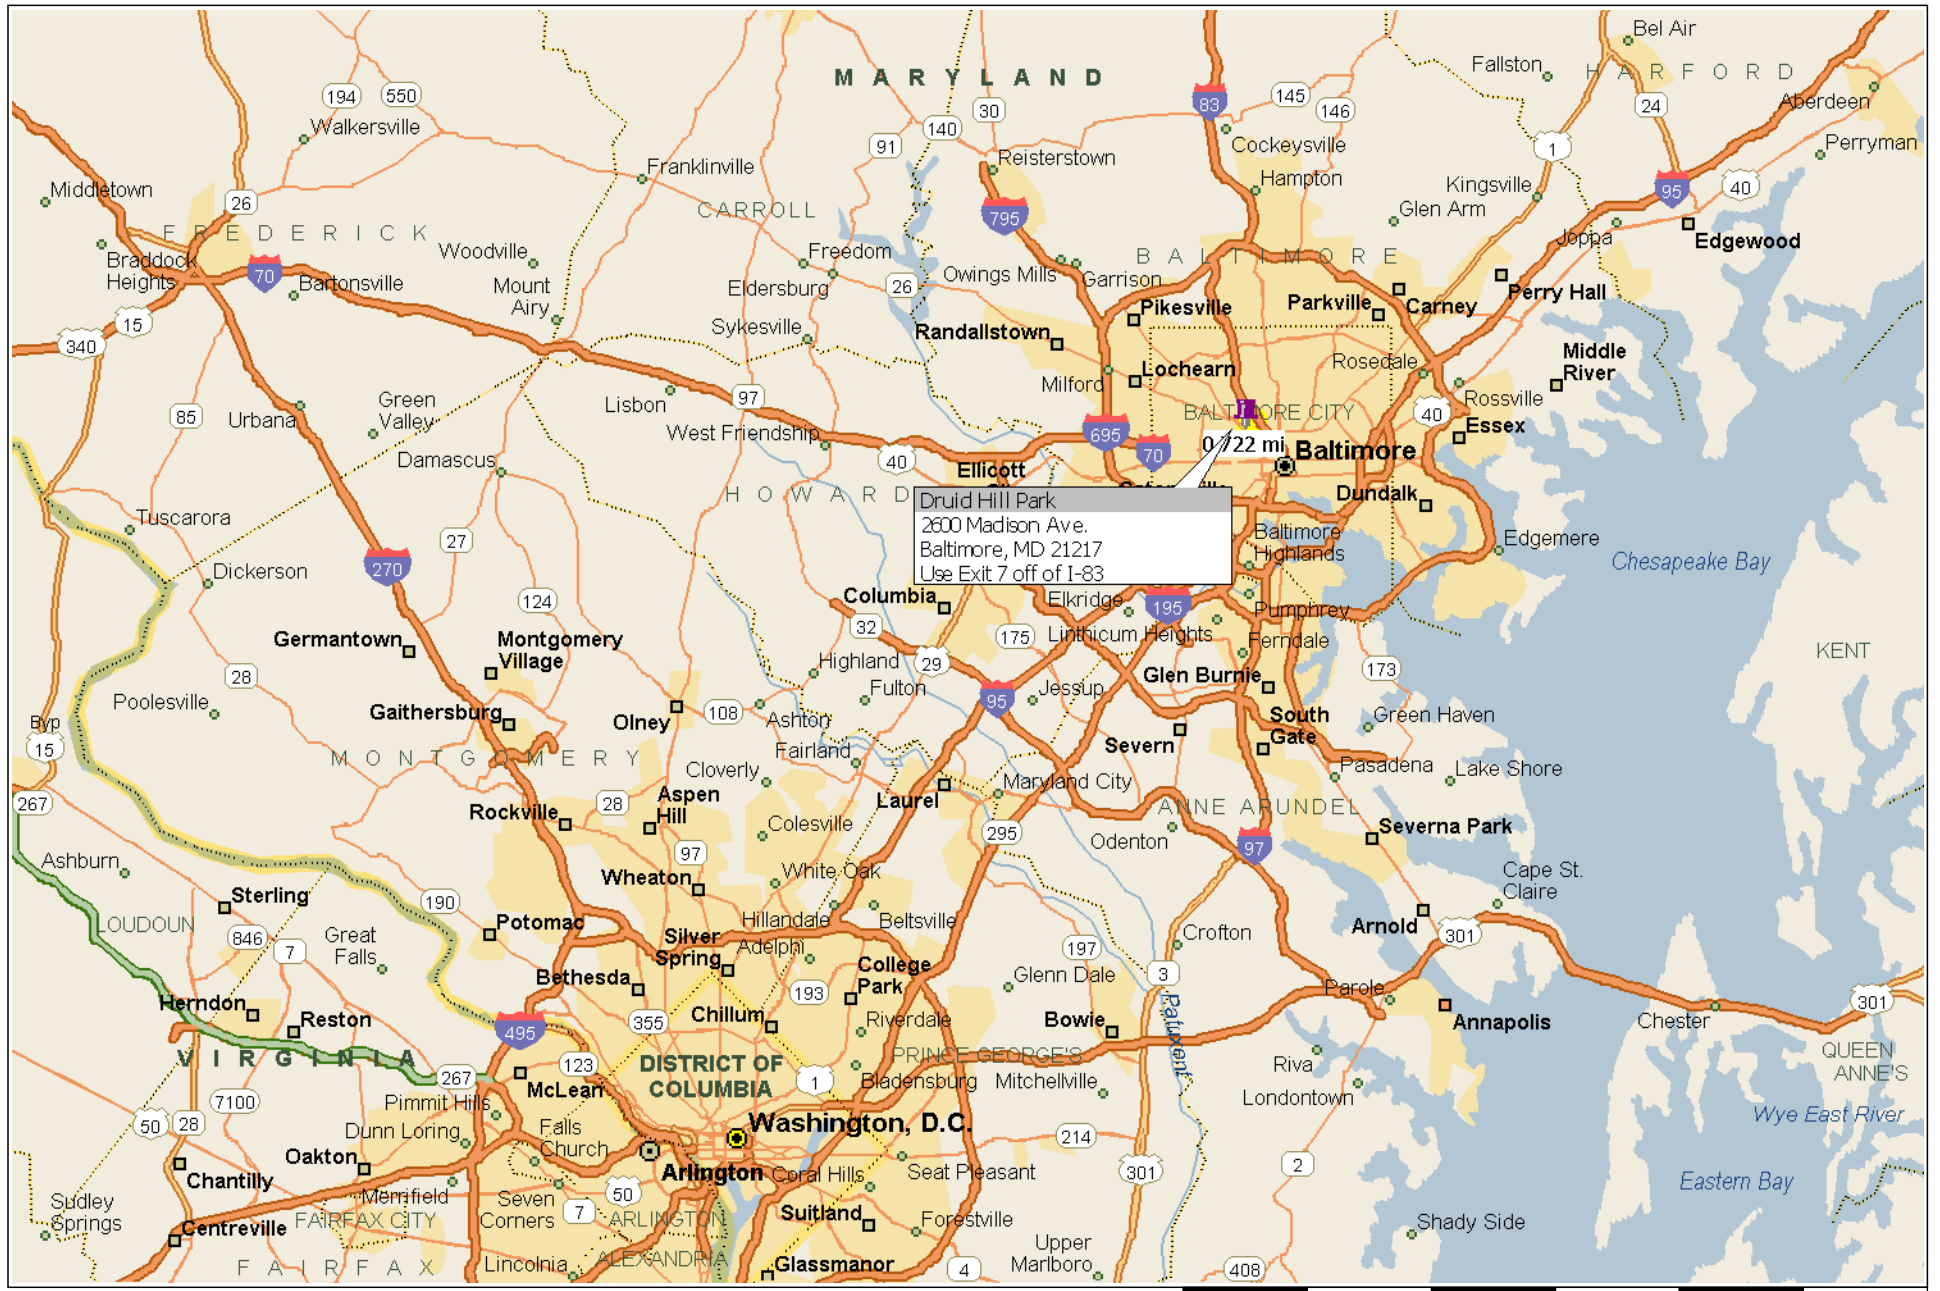 Bel Air
Fallston
HARFORD
MARYLAND
83
145
146
24
Aberdeen
194
550
30
140
Walkersville
91
1
Perryman
Cockeysville
Reisterstown
Franklinville
Hampton
Kingsville
95
40
Middletown
26
CARROLL
795
Glen Arm
FREDERICK
Joppa
Edgewood
Woodville
Freedom
BALTIMORE
Braddock
Heights
70
Bartonsville
Mount
Airy
Eldersburg
26
Owings Mills
Garrison
Perry Hall
Pikesville
Parkville
Carney
15
Sykesville
Randallstown
340
Middle
River
Rosedale
Lochearn
Milford
Green
Valley
Lisbon
97
Rossville
85
Urbana
BALTIMORE CITY
40
Essex
West Friendship
695
0.722 mi
70
Baltimore
Damascus
40
Ellicott
HOWARD
Dundalk
Druid Hill Park
2600 Madison Ave.
Baltimore, MD 21217
Use Exit 7 off of I-83
Tuscarora
27
Baltimore
Highlands
Edgemere
Chesapeake Bay
270
Dickerson
Columbia
124
Elkridge
195
Pumphrey
32
175
Linthicum Heights
Ferndale
Germantown
Montgomery
Village
KENT
Highland
29
173
28
Glen Burnie
Fulton
95
Jessup
Poolesville
Gaithersburg
Olney
108
Ashton
South
Gate
Green Haven
Byp
15
Severn
Fairland
MONTGOMERY
Cloverly
Maryland City
Pasadena
Lake Shore
267
28
Aspen
Hill
Laurel
ANNE ARUNDEL
Rockville
Colesville
295
Odenton
97
Severna Park
97
Ashburn
White Oak
Cape St.
Claire
Wheaton
Sterling
190
LOUDOUN
Potomac
Hillandale
Beltsville
Arnold
301
846
7
Great
Falls
Silver
Spring
Adelphi
197
Crofton
Bethesda
College
Park
Glenn Dale
3
193
Parole
Herndon
Reston
495
355
Chillum
Riverdale
Bowie
Patuxent
Annapolis
Chester
301
VIRGINIA
DISTRICT OF
COLUMBIA
PRINCE GEORGE'S
QUEEN
ANNE'S
267
123
McLean
1
Bladensburg
Mitchellville
Riva
Londontown
7100
Pimmit Hills
50
28
Dunn Loring
Falls
Church
Washington, D.C.
214
Wye East River
Oakton
Arlington
Coral Hills
Seat Pleasant
301
2
Chantilly
Eastern Bay
Sudley
Springs
Merrifield
Seven
Corners
50
7
ARLINGTON
Suitland
Forestville
Shady Side
Centreville
FAIRFAX CITY
Upper
Marlboro
FAIRFAX
Lincolnia
ALEXANDRIA
Glassmanor
4
408